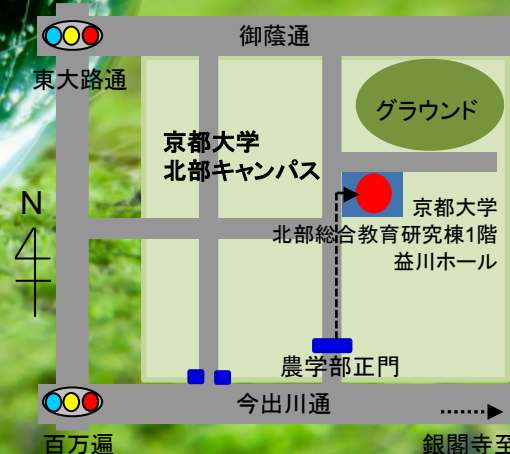 御蔭通
東大路通
グラウンド
京都大学
北部キャンパス
N
京都大学
北部総合教育研究棟1階
益川ホール
農学部正門
今出川通
百万遍
銀閣寺至